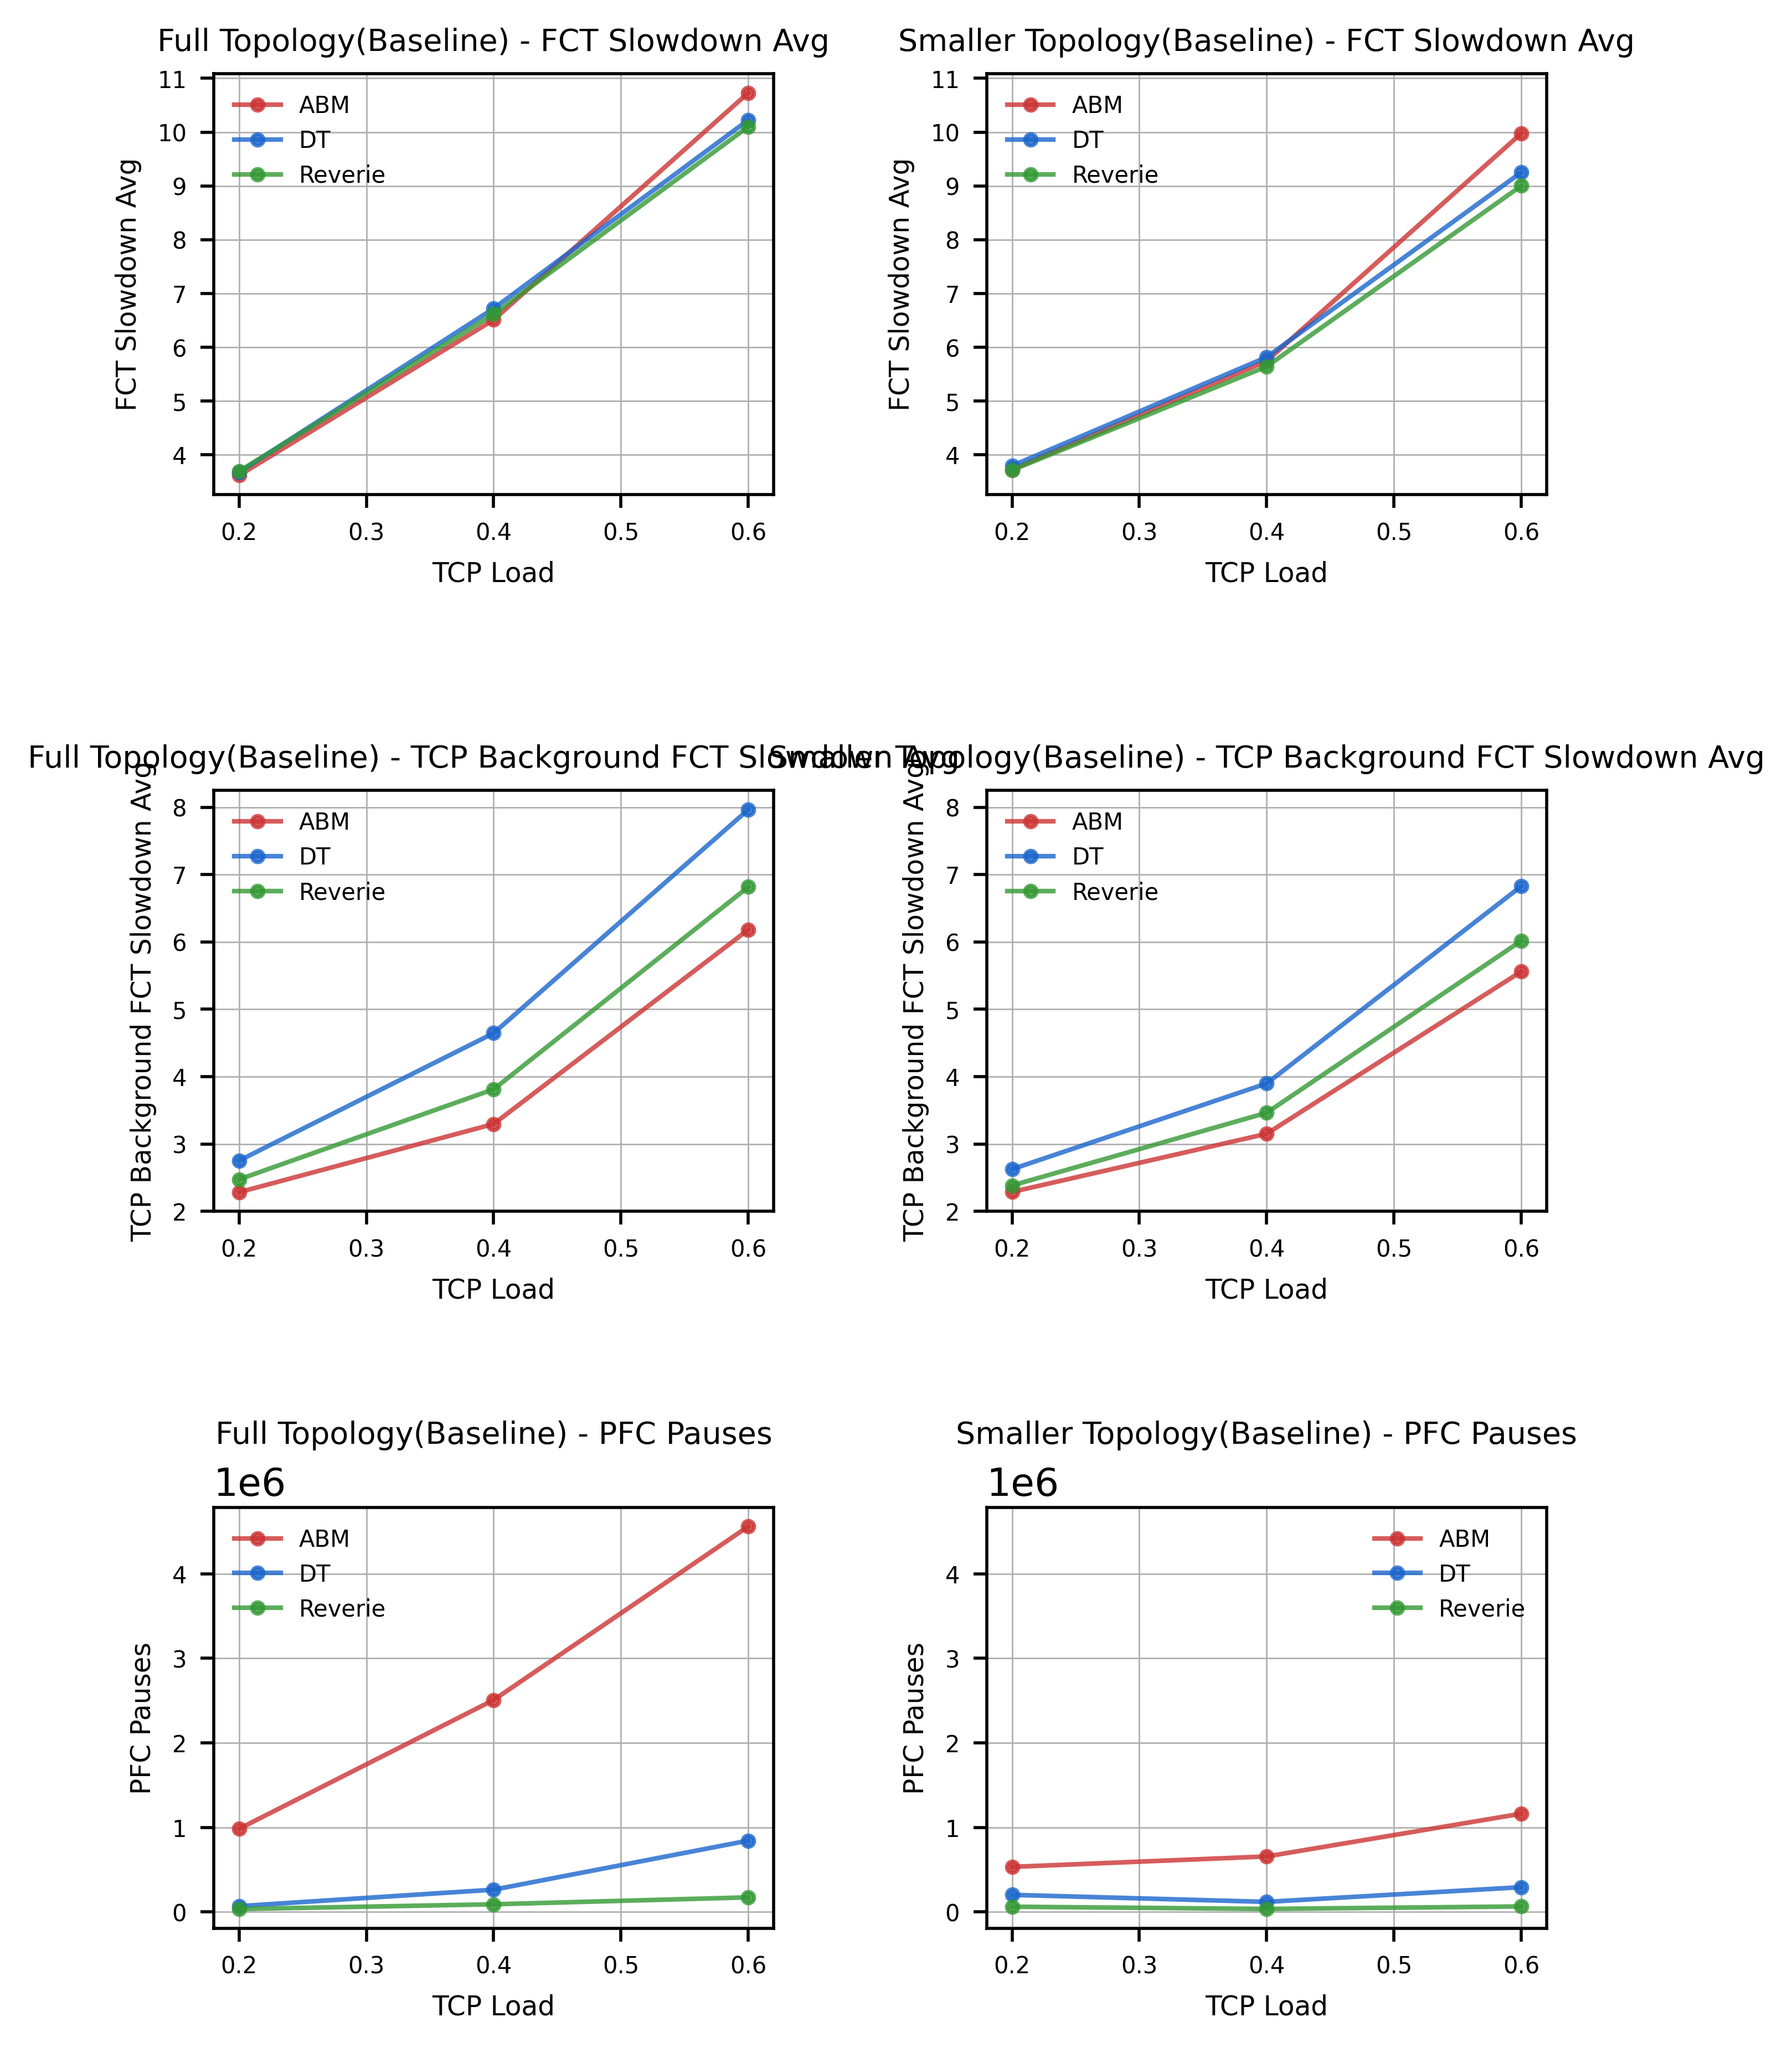 Full Topology(Baseline) - FCT Slowdown Avg
FCT Slowdown Avg
11
10
9
8
7
6
5
4
ABM
DT
Reverie
0.2 0.3 0.4 0.5 0.6
TCP Load
Smaller Topology(Baseline) - FCT Slowdown Avg
FCT Slowdown Avg
11
10
9
8
7
6
5
4
ABM
DT
Reverie
0.2 0.3 0.4 0.5 0.6
TCP Load
Full Topology(Baseline) - TCP Background FCT Slowdown Avg
TCP Background FCT Slowdown Avg
8
7
6
5
4
3
2
ABM
DT
Reverie
0.2 0.3 0.4 0.5 0.6
TCP Load
Smaller Topology(Baseline) - TCP Background FCT Slowdown Avg
TCP Background FCT Slowdown Avg
8
7
6
5
4
3
2
ABM
DT
Reverie
0.2 0.3 0.4 0.5 0.6
TCP Load
Full Topology(Baseline) - PFC Pauses
1e6
PFC Pauses
4
3
2
1
0
ABM
DT
Reverie
0.2 0.3 0.4 0.5 0.6
TCP Load
Smaller Topology(Baseline) - PFC Pauses
1e6
PFC Pauses
4
3
2
1
0
ABM
DT
Reverie
0.2 0.3 0.4 0.5 0.6
TCP Load